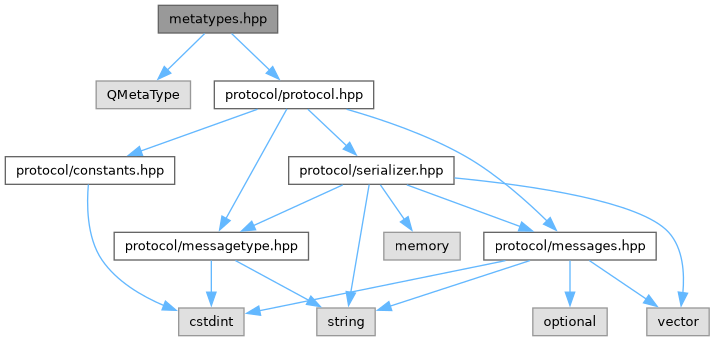 metatypes.hpp
QMetaType
protocol/protocol.hpp
protocol/constants.hpp
protocol/serializer.hpp
protocol/messagetype.hpp
memory
protocol/messages.hpp
cstdint
string
optional
vector